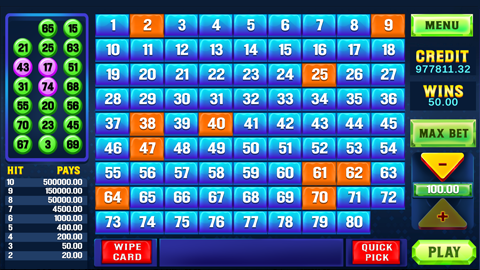 65 15
21 25 63
43 17 51
31 74 68
55 20 50
70 23 45
67 3 69
HIT PAYS
10 500000.00
9 150000.00
8 50000.00
7 4500.00
6 1000.00
5 400.00
4 200.00
3 50.00
2 20.00
1 2 3 4 5 6 7 8 9
10 11 12 13 14 15 16 17 18
19 20 21 22 23 24 25 26 27
28 29 30 31 32 33 34 35 36
37 38 39 40 41 42 43 44 45
46 47 48 49 50 51 52 53 54
55 56 57 58 59 60 61 62 63
64 65 66 67 68 69 70 71 72
73 74 75 76 77 78 79 80
WIPE
CARD
QUICK
PICK
MENU
CREDIT
977811.32
WINS
50.00
MAX BET
−
100.00
+
PLAY